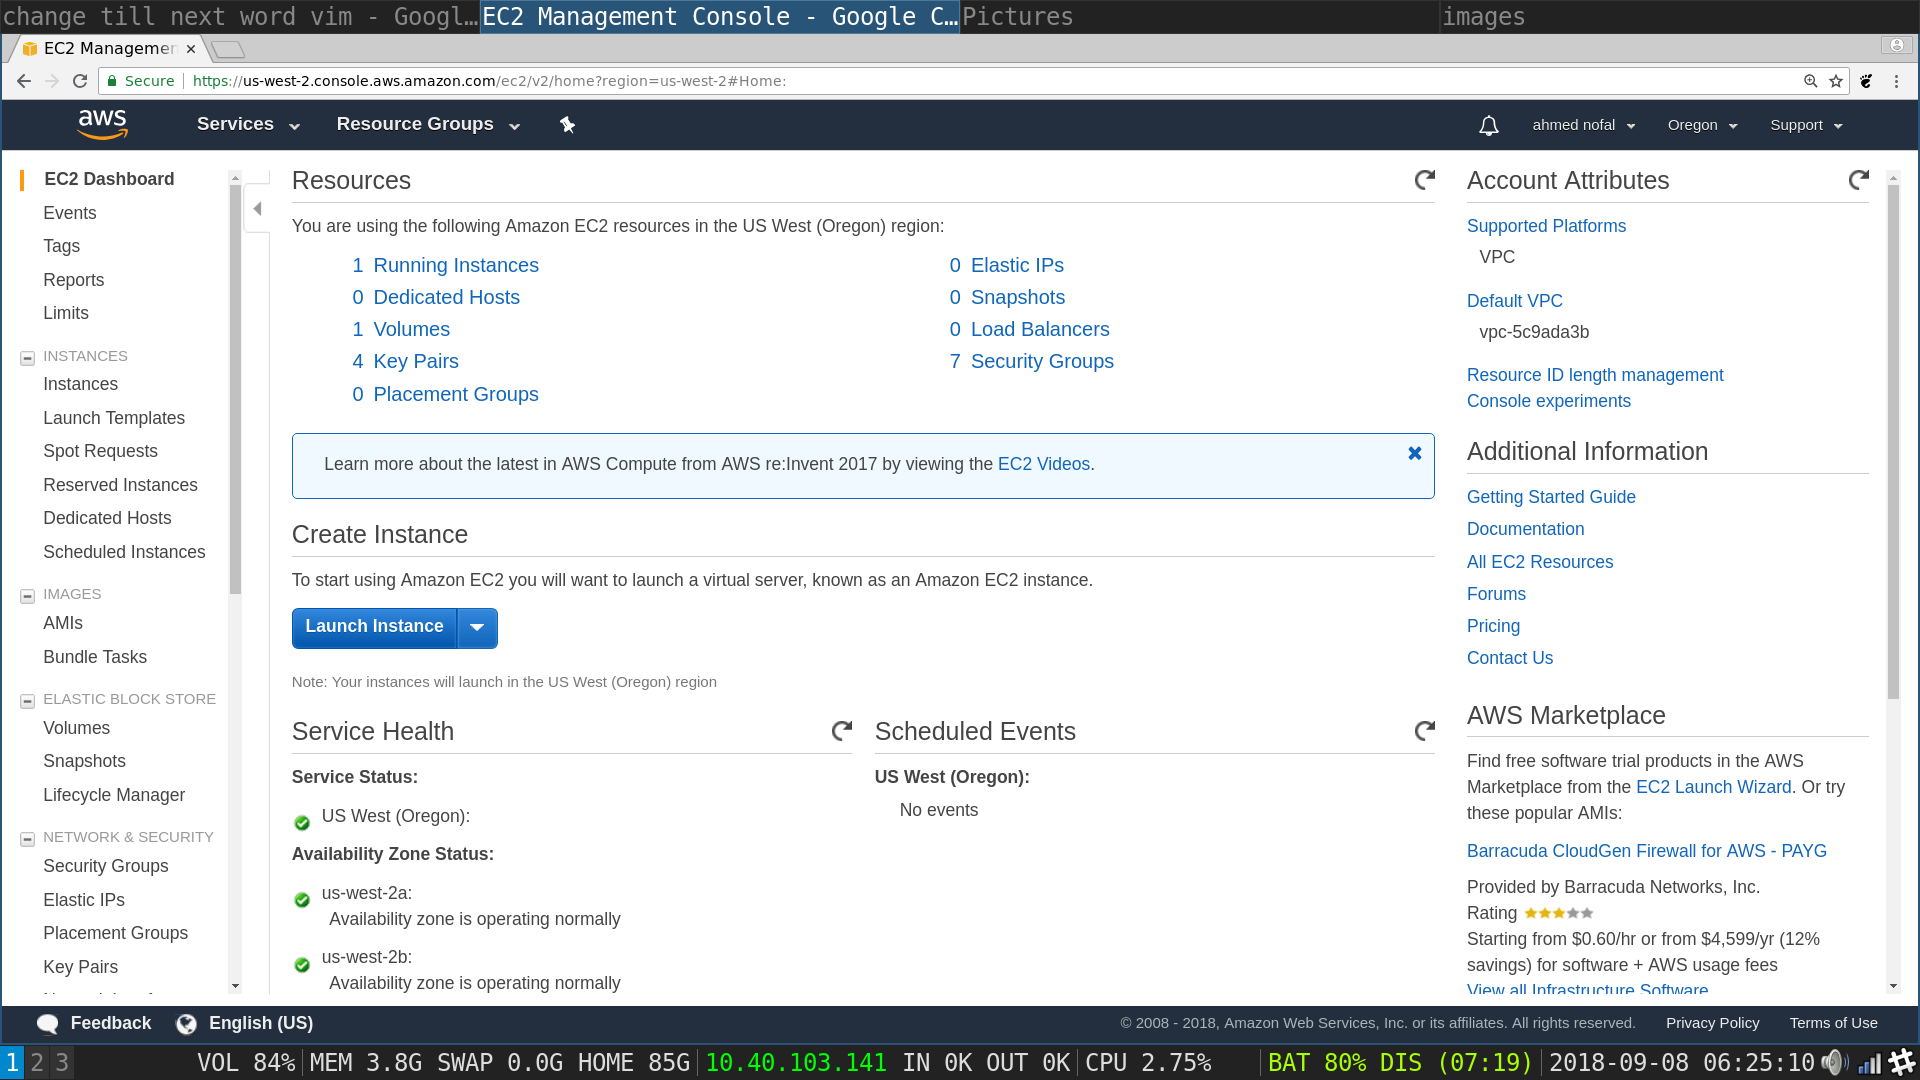 change till next word vim - Googl…
EC2 Management Console - Google C…
Pictures
images
EC2 Managemen
Secure
https://us-west-2.console.aws.amazon.com/ec2/v2/home?region=us-west-2#Home:
aws
Services
Resource Groups
ahmed nofal
Oregon
Support
EC2 Dashboard
Events
Tags
Reports
Limits
INSTANCES
Instances
Launch Templates
Spot Requests
Reserved Instances
Dedicated Hosts
Scheduled Instances
IMAGES
AMIs
Bundle Tasks
ELASTIC BLOCK STORE
Volumes
Snapshots
Lifecycle Manager
NETWORK & SECURITY
Security Groups
Elastic IPs
Placement Groups
Key Pairs
Resources
You are using the following Amazon EC2 resources in the US West (Oregon) region:
1 Running Instances
0 Elastic IPs
0 Dedicated Hosts
0 Snapshots
1 Volumes
0 Load Balancers
4 Key Pairs
7 Security Groups
0 Placement Groups
Learn more about the latest in AWS Compute from AWS re:Invent 2017 by viewing the EC2 Videos.
Create Instance
To start using Amazon EC2 you will want to launch a virtual server, known as an Amazon EC2 instance.
Launch Instance
Note: Your instances will launch in the US West (Oregon) region
Service Health
Service Status:
US West (Oregon):
Availability Zone Status:
us-west-2a:
Availability zone is operating normally
us-west-2b:
Availability zone is operating normally
Scheduled Events
US West (Oregon):
No events
Account Attributes
Supported Platforms
VPC
Default VPC
vpc-5c9ada3b
Resource ID length management
Console experiments
Additional Information
Getting Started Guide
Documentation
All EC2 Resources
Forums
Pricing
Contact Us
AWS Marketplace
Find free software trial products in the AWS
Marketplace from the EC2 Launch Wizard. Or try
these popular AMIs:
Barracuda CloudGen Firewall for AWS - PAYG
Provided by Barracuda Networks, Inc.
Rating
Starting from $0.60/hr or from $4,599/yr (12%
savings) for software + AWS usage fees
View all Infrastructure Software
Feedback
English (US)
© 2008 - 2018, Amazon Web Services, Inc. or its affiliates. All rights reserved.
Privacy Policy
Terms of Use
1 2 3
VOL 84% MEM 3.8G SWAP 0.0G HOME 85G 10.40.103.141 IN 0K OUT 0K CPU 2.75% BAT 80% DIS (07:19) 2018-09-08 06:25:10